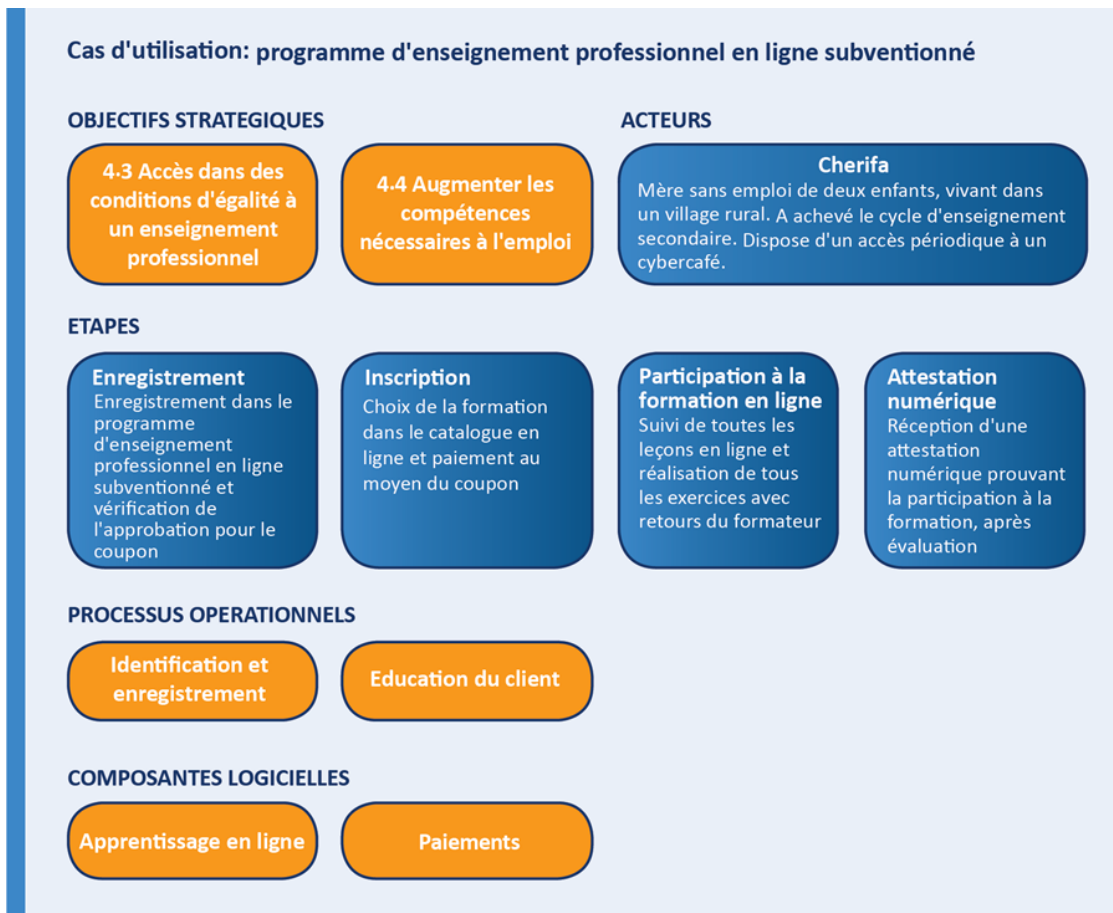 Cas d'utilisation: programme d'enseignement professionnel en ligne subventionné
OBJECTIFS STRATEGIQUES
4.3 Accès dans des
conditions d'égalité à
un enseignement
professionnel
4.4 Augmenter les
compétences
nécessaires à l'emploi
ACTEURS
Cherifa
Mère sans emploi de deux enfants, vivant dans
un village rural. A achevé le cycle d'enseignement
secondaire. Dispose d'un accès périodique à un
cybercafé.
ETAPES
Enregistrement
Enregistrement dans le
programme
d'enseignement
professionnel en ligne
subventionné et
vérification de
l'approbation pour le
coupon
Inscription
Choix de la formation
dans le catalogue en
ligne et paiement au
moyen du coupon
Participation à la
formation en ligne
Suivi de toutes les
leçons en ligne et
réalisation de tous
les exercices avec
retours du formateur
Attestation
numérique
Réception d'une
attestation
numérique prouvant
la participation à la
formation, après
évaluation
PROCESSUS OPERATIONNELS
Identification et
enregistrement
Education du client
COMPOSANTES LOGICIELLES
Apprentissage en ligne
Paiements